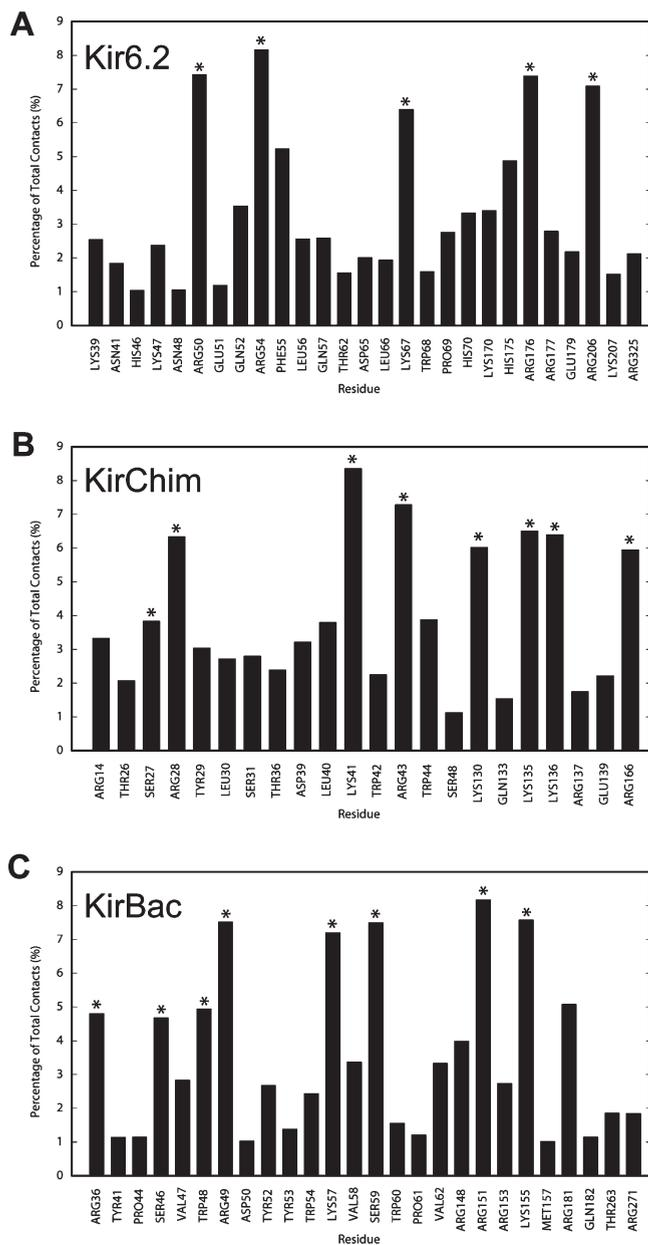 A
Kir6.2
Percentage of Total Contacts (%)
9
8
7
6
5
4
3
2
1
0
* * * * *
LYS39 ASN41 HIS46 LYS47 ASN48 ARG50 GLU51 GLN52 ARG54 PHE55 LEU56 GLN57 THR62 ASP65 LEU66 LYS67 TRP68 PRO69 HIS70 LYS170 HIS175 ARG176 ARG177 GLU179 ARG206 LYS207 ARG325
Residue
B
KirChim
Percentage of Total Contacts (%)
9
8
7
6
5
4
3
2
1
0
* * * * * * * *
ARG14 THR26 SER27 ARG28 TYR29 LEU30 SER31 THR36 ASP39 LEU40 LYS41 TRP42 ARG43 TRP44 SER48 LYS130 GLN133 LYS135 LYS136 ARG137 GLU139 ARG166
Residue
C
KirBac
Percentage of Total Contacts (%)
9
8
7
6
5
4
3
2
1
0
* * * * * * * *
ARG36 TYR41 PRO44 SER46 VAL47 TRP48 ARG49 ASP50 TYR52 TYR53 TRP54 LYS57 VAL58 SER59 TRP60 PRO61 VAL62 ARG148 ARG151 ARG153 LYS155 MET157 ARG181 GLN182 THR263 ARG271
Residue